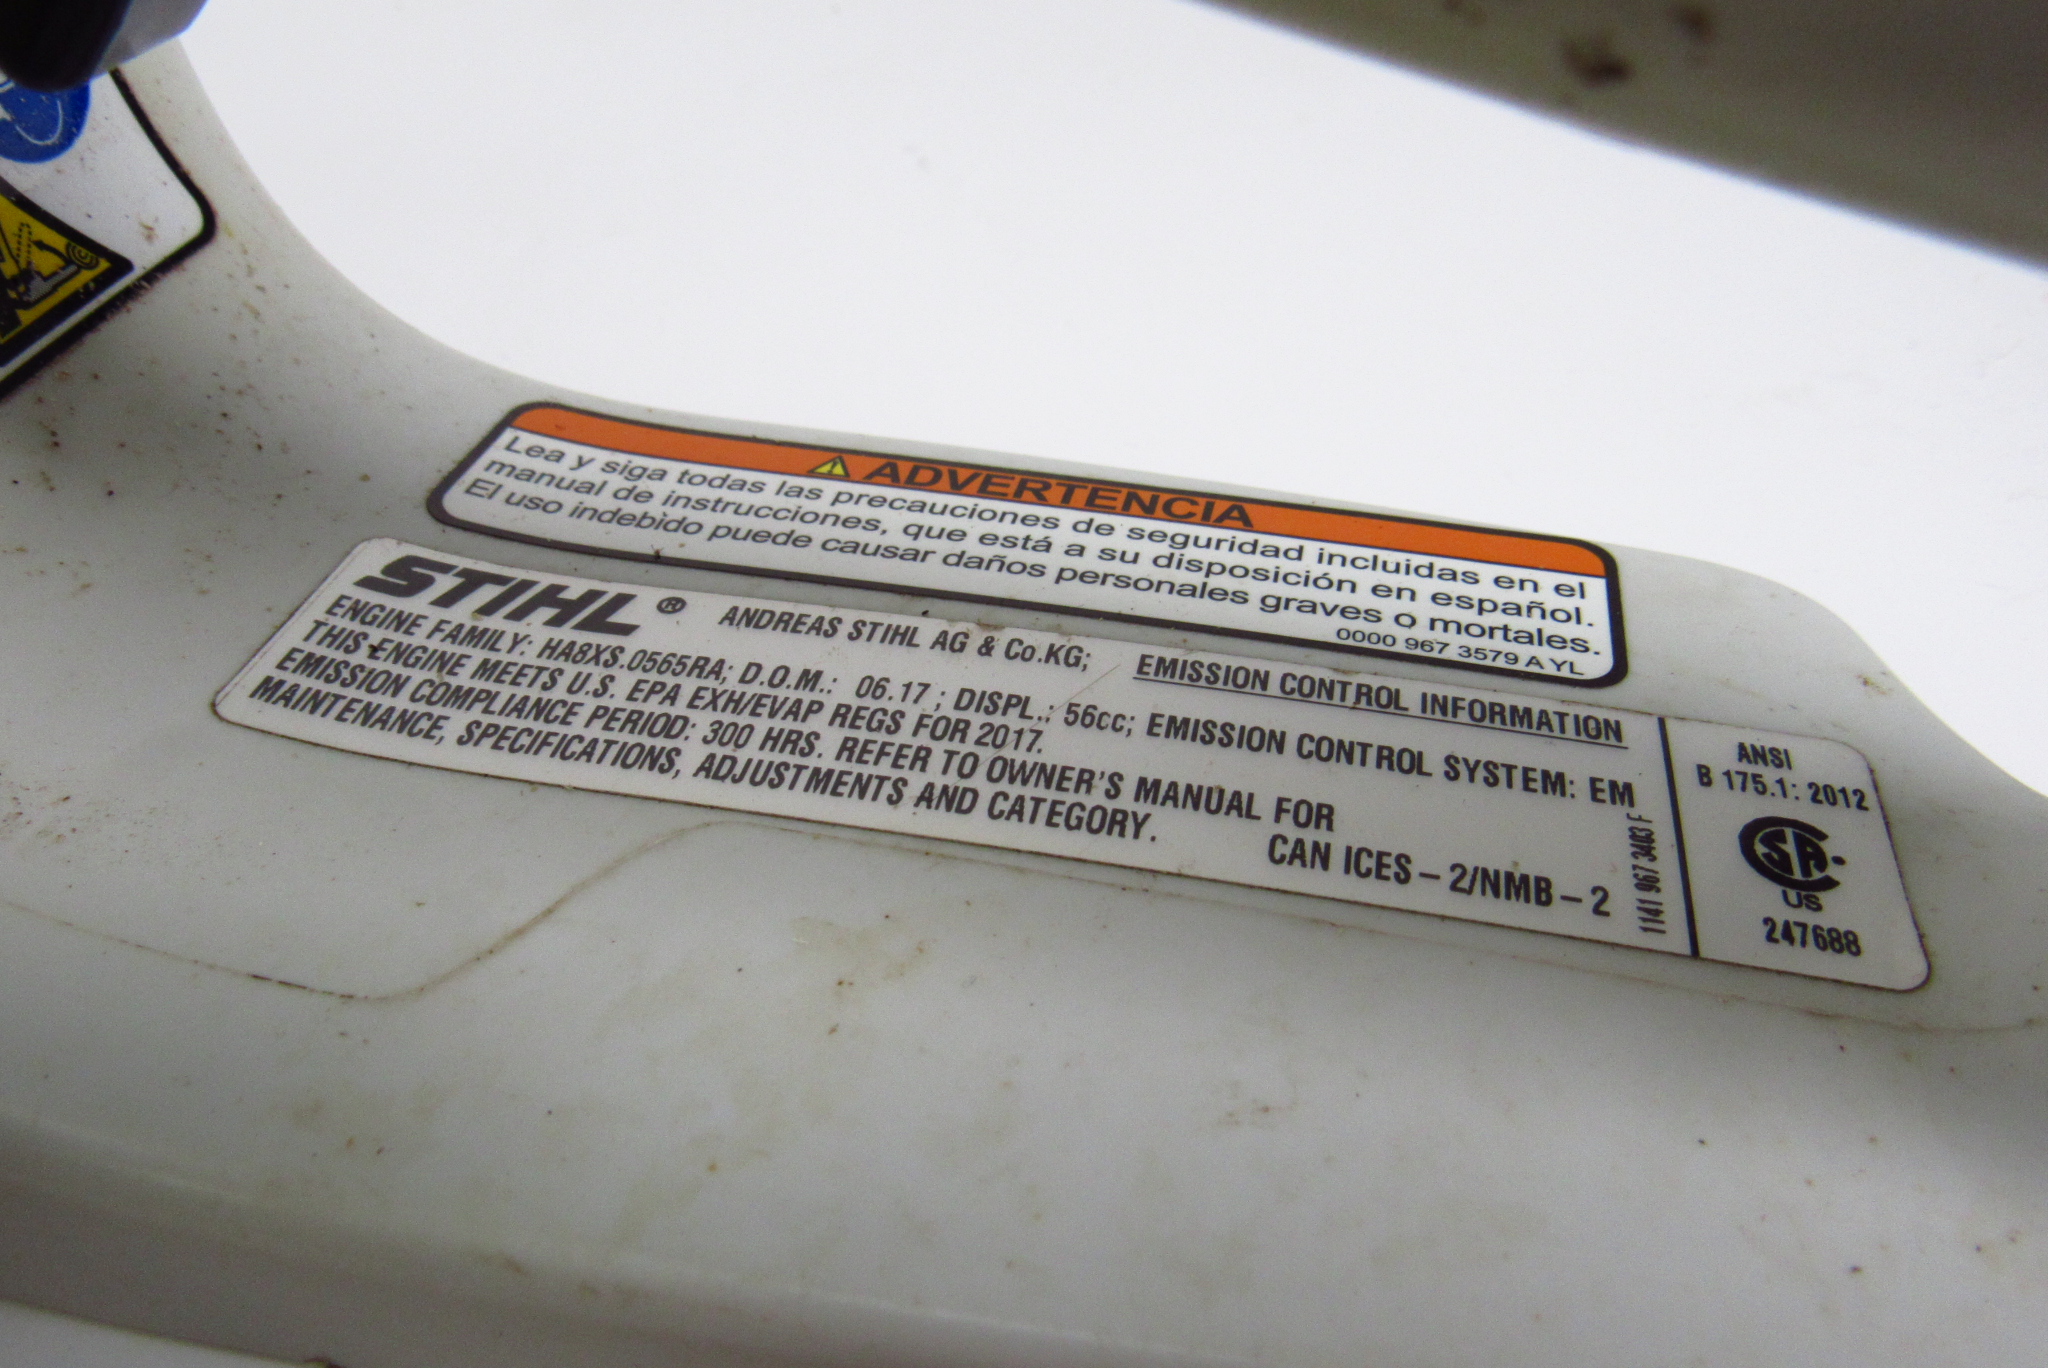 ADVERTENCIA
Lea y siga todas las precauciones de seguridad incluidas en el
manual de instrucciones, que está a su disposición en español.
El uso indebido puede causar daños personales graves o mortales.
0000 967 3579 A YL
STIHL® ANDREAS STIHL AG & Co.KG; EMISSION CONTROL INFORMATION
ENGINE FAMILY: HA8XS.0565RA; D.O.M.: 06.17 ; DISPL.: 56cc; EMISSION CONTROL SYSTEM: EM
THIS ENGINE MEETS U.S. EPA EXH/EVAP REGS FOR 2017.
EMISSION COMPLIANCE PERIOD: 300 HRS. REFER TO OWNER'S MANUAL FOR
MAINTENANCE, SPECIFICATIONS, ADJUSTMENTS AND CATEGORY.
CAN ICES – 2/NMB – 2
1141 967 3403 F
ANSI
B 175.1: 2012
SA
US
247688